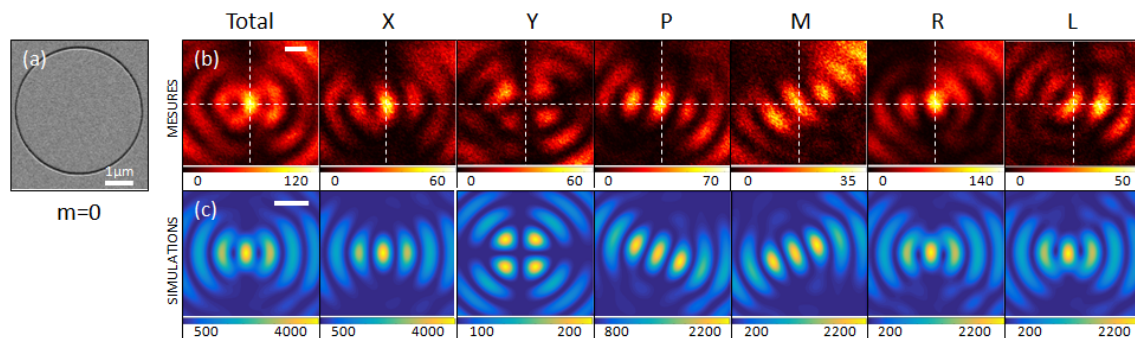 Total X Y P M R L
(a)
1μm
m=0
MESURES
(b)
0 120 0 60 0 60 0 70 0 35 0 140 0 50
SIMULATIONS
(c)
500 4000 500 4000 100 200 800 2200 200 2200 200 2200 200 2200